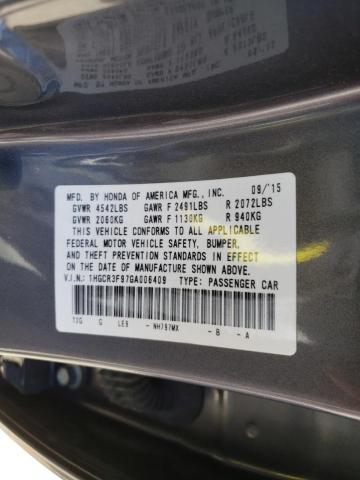 MFD. BY HONDA OF AMERICA MFG., INC. 09/'15
GVWR 4542LBS GAWR F 2491LBS R 2072LBS
GVWR 2060KG GAWR F 1130KG R 940KG
THIS VEHICLE CONFORMS TO ALL APPLICABLE
FEDERAL MOTOR VEHICLE SAFETY, BUMPER,
AND THEFT PREVENTION STANDARDS IN EFFECT
ON THE DATE OF MANUFACTURE SHOWN ABOVE.
V.I.N: 1HGCR3F97GA006409 TYPE: PASSENGER CAR
T3G G LE9 - NH797MX - B - A